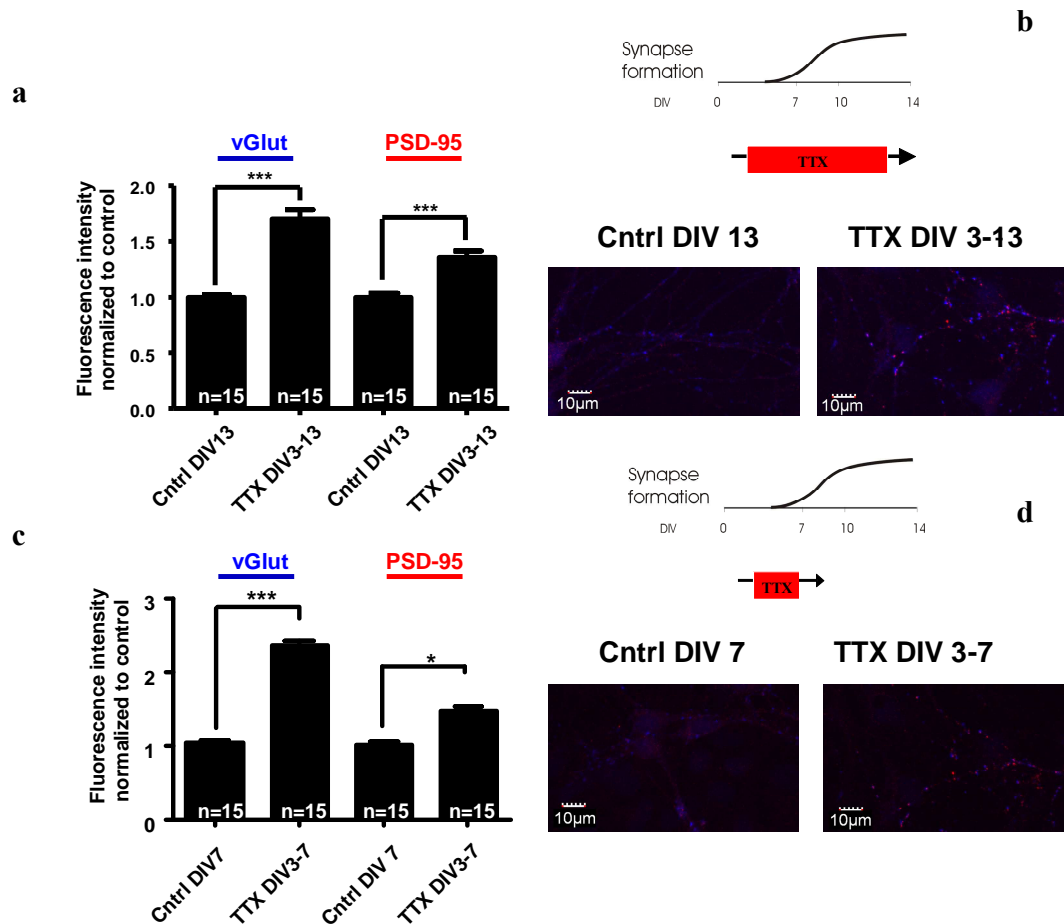 a
vGlut
PSD-95
Fluorescence intensity
normalized to control
2.0
1.5
1.0
0.5
0.0
***
***
n=15
n=15
n=15
n=15
Cntrl DIV13
TTX DIV3-13
Cntrl DIV13
TTX DIV3-13
b
Synapse
formation
DIV
0
7
10
14
TTX
Cntrl DIV 13
TTX DIV 3-13
10μm
10μm
c
vGlut
PSD-95
Fluorescence intensity
normalized to control
3
2
1
0
***
*
n=15
n=15
n=15
n=15
Cntrl DIV7
TTX DIV3-7
Cntrl DIV 7
TTX DIV3-7
d
Synapse
formation
DIV
0
7
10
14
TTX
Cntrl DIV 7
TTX DIV 3-7
10μm
10μm